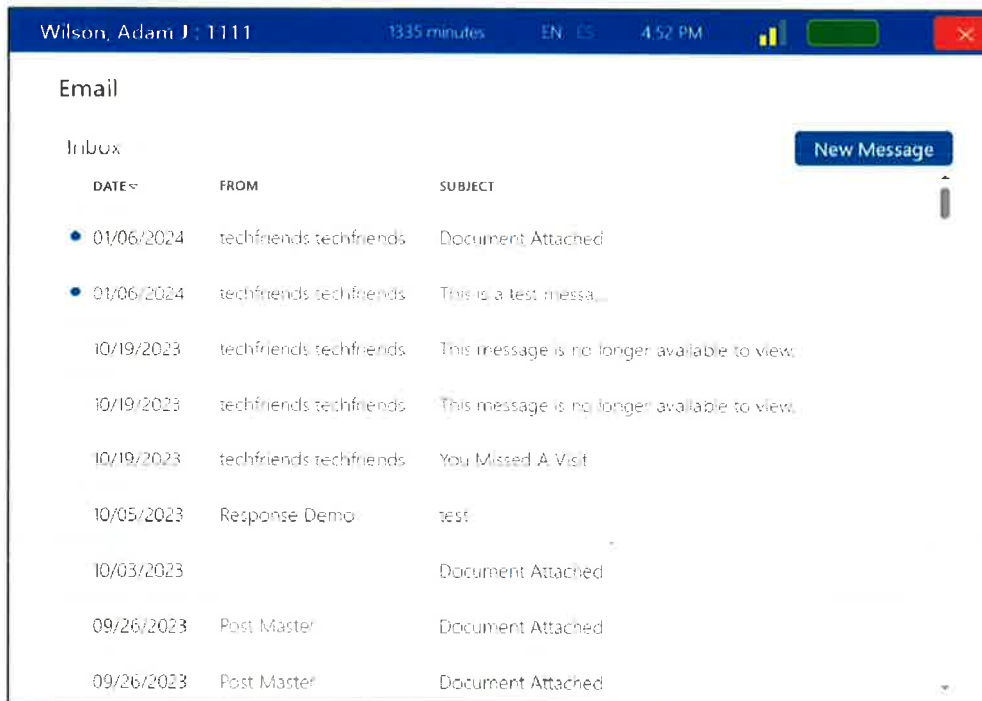 Wilson, Adam J : 1111 1335 minutes EN ES 4:52 PM
Email
Inbox
New Message
DATE FROM SUBJECT
01/06/2024 techfriends techfriends Document Attached
01/06/2024 techfriends techfriends This is a test messa...
10/19/2023 techfriends techfriends This message is no longer available to view.
10/19/2023 techfriends techfriends This message is no longer available to view.
10/19/2023 techfriends techfriends You Missed A Visit
10/05/2023 Response Demo test
10/03/2023 Document Attached
09/26/2023 Post Master Document Attached
09/26/2023 Post Master Document Attached